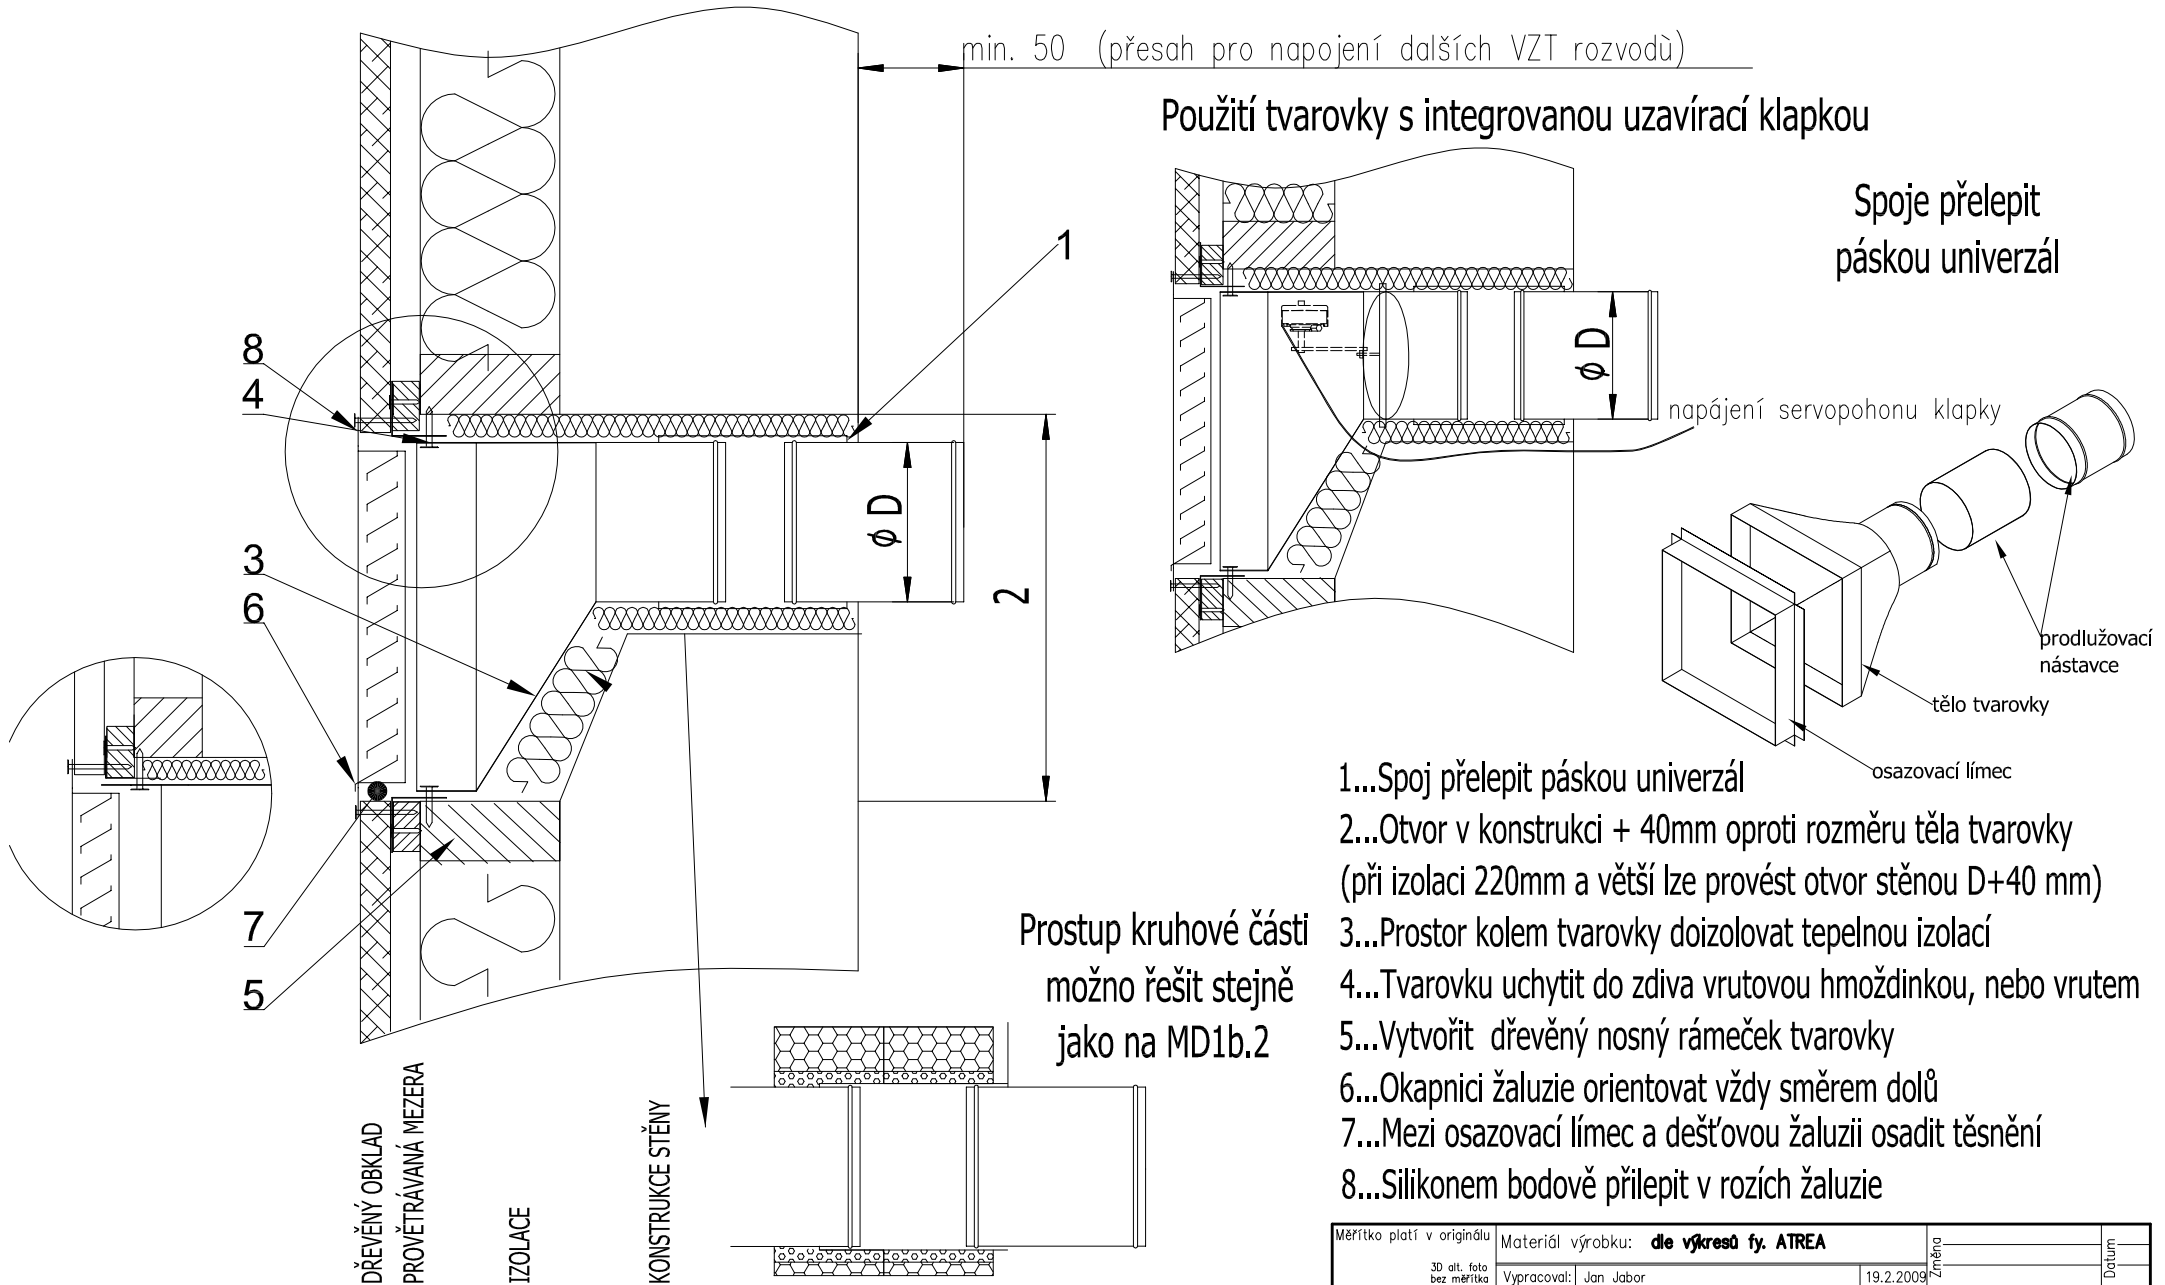 min. 50 (přesah pro napojení dalších VZT rozvodù)
Použití tvarovky s integrovanou uzavírací klapkou
Spoje přelepit
páskou univerzál
1
8
4
3
6
7
5
2
ϕ D
ϕ D
napájení servopohonu klapky
prodlužovací
nástavce
tělo tvarovky
osazovací límec
1...Spoj přelepit páskou univerzál
2...Otvor v konstrukci + 40mm oproti rozměru těla tvarovky
(při izolaci 220mm a větší lze provést otvor stěnou D+40 mm)
3...Prostor kolem tvarovky doizolovat tepelnou izolací
4...Tvarovku uchytit do zdiva vrutovou hmoždinkou, nebo vrutem
5...Vytvořit dřevěný nosný rámeček tvarovky
6...Okapnici žaluzie orientovat vždy směrem dolů
7...Mezi osazovací límec a dešťovou žaluzii osadit těsnění
8...Silikonem bodově přilepit v rozích žaluzie
Prostup kruhové části
možno řešit stejně
jako na MD1b.2
DŘEVĚNÝ OBKLAD
PROVĚTRÁVANÁ MEZERA
IZOLACE
KONSTRUKCE STĚNY
Měřítko platí v originálu
3D alt. foto
bez měřítka
Materiál výrobku: dle výkresů fy. ATREA
Vypracoval: Jan Jabor
19.2.2009
Změna
Datum